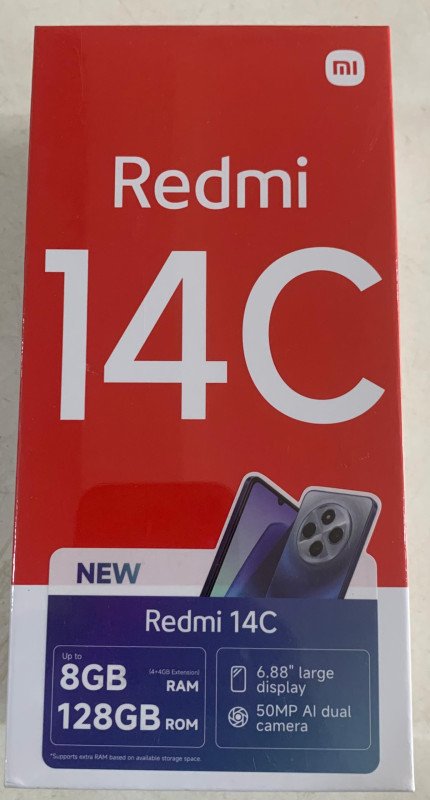 mi
Redmi
14C
NEW
Redmi 14C
Up to
8GB (4+4GB Extension) RAM
128GB ROM
6.88" large
display
50MP AI dual
camera
*Supports extra RAM based on available storage space.